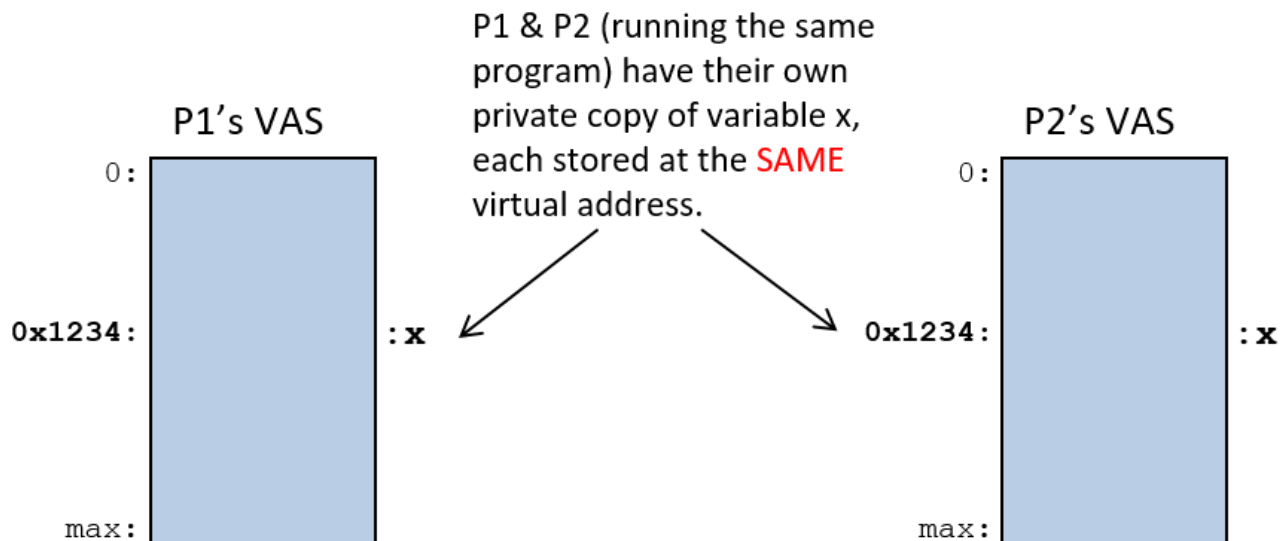 P1 & P2 (running the same
program) have their own
private copy of variable x,
each stored at the SAME
virtual address.
P1's VAS
0:
0x1234:
:x
max:
P2's VAS
0:
0x1234:
:x
max: